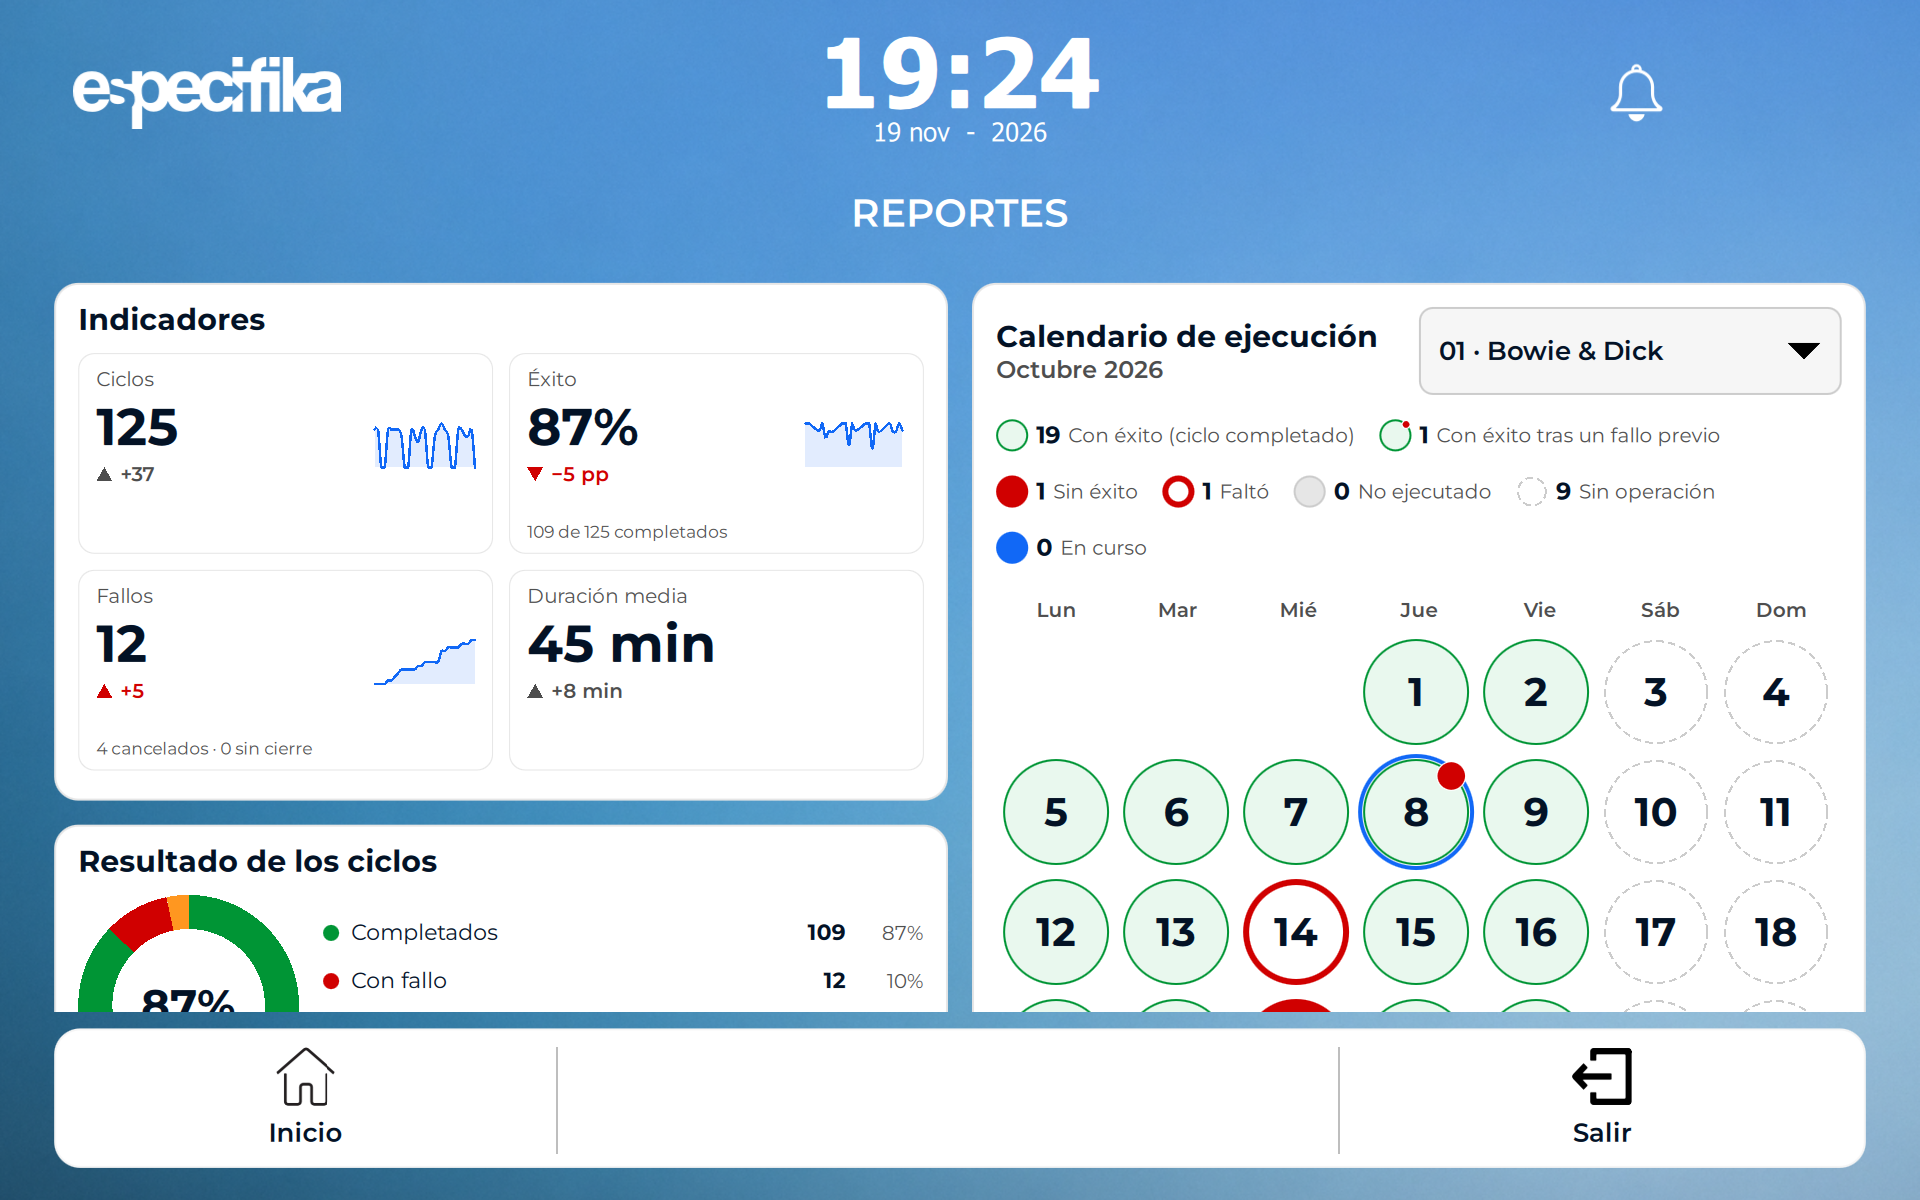 especifika
19:24
19 nov - 2026
REPORTES
Indicadores
Ciclos
125
+37
Éxito
87%
−5 pp
109 de 125 completados
Fallos
12
+5
4 cancelados · 0 sin cierre
Duración media
45 min
+8 min
Resultado de los ciclos
87%
Completados 109 87%
Con fallo 12 10%
Calendario de ejecución
Octubre 2026
01 · Bowie & Dick
19 Con éxito (ciclo completado) 1 Con éxito tras un fallo previo
1 Sin éxito 1 Faltó 0 No ejecutado 9 Sin operación
0 En curso
Lun Mar Mié Jue Vie Sáb Dom
1 2 3 4
5 6 7 8 9 10 11
12 13 14 15 16 17 18
Inicio
Salir